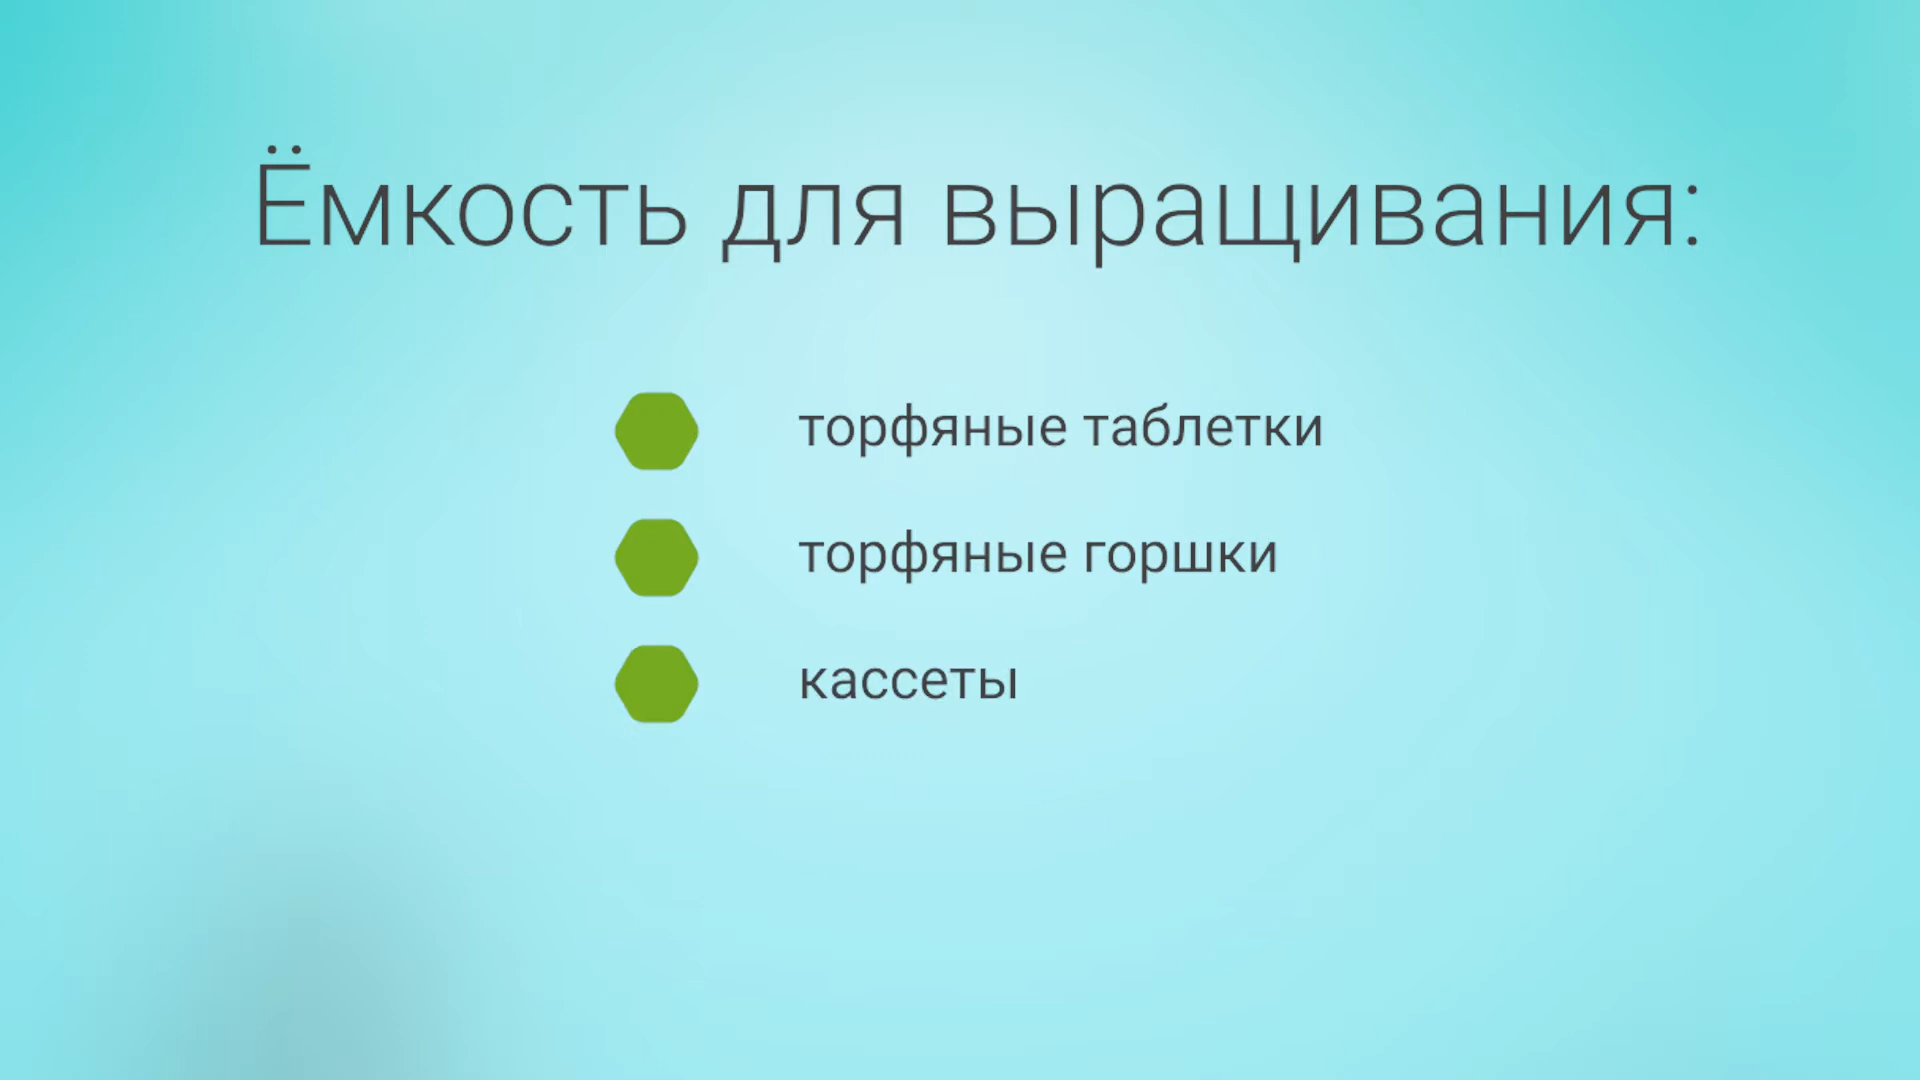 Ёмкость для выращивания:
торфяные таблетки
торфяные горшки
кассеты